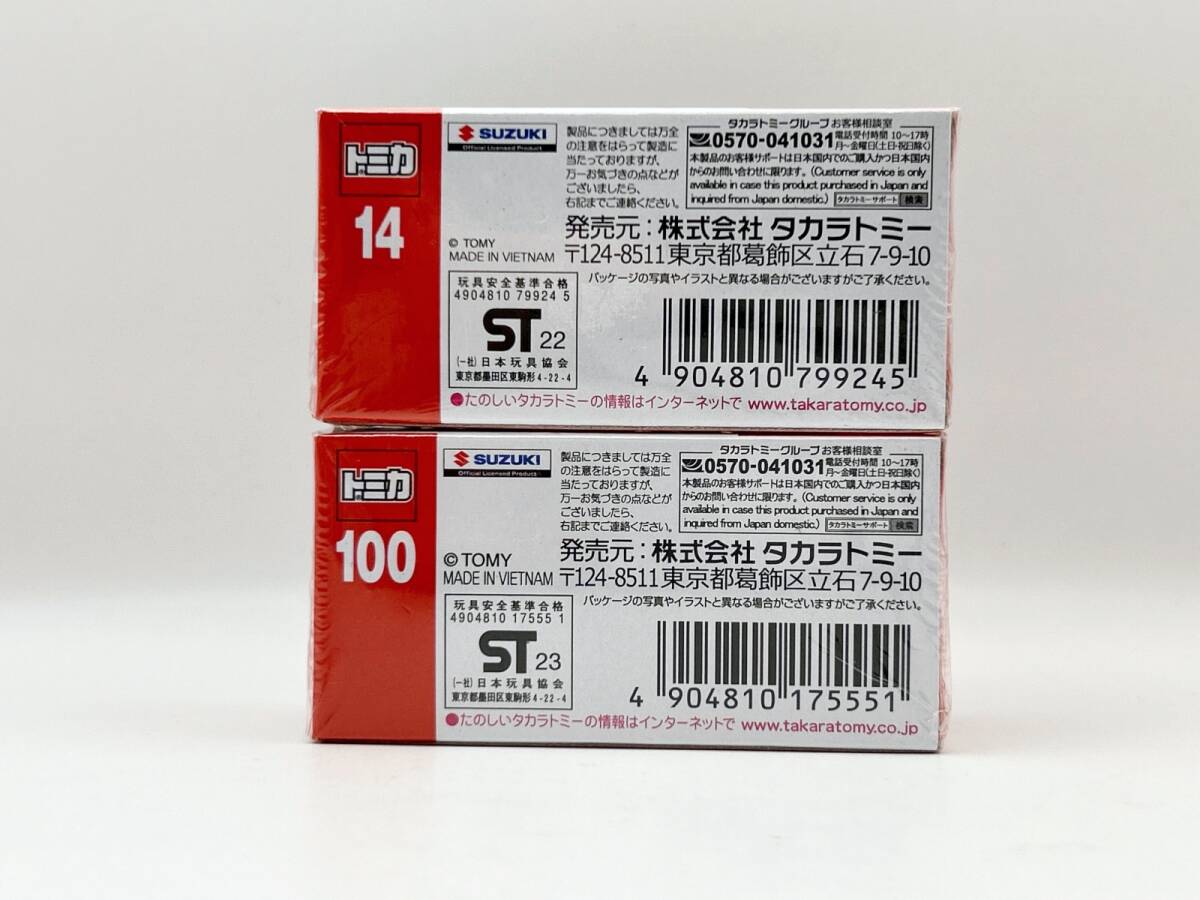 トミカ
14
SUZUKI
Official Licensed Product
製品につきましては万全
の注意をはらって製造に
当たっておりますが、
万一お気づきの点などが
ございましたら、
右記までご連絡ください。
タカラトミーグループ お客様相談室
0570-041031 電話受付時間 10〜17時
月〜金曜日(土日・祝日除く)
本製品のお客様サポートは日本国内でのご購入かつ日本国内
からのお問い合わせに限ります。(Customer service is only
available in case this product purchased in Japan and
inquired from Japan domestic.) タカラトミーサポート 検索
© TOMY
MADE IN VIETNAM
発売元：株式会社 タカラトミー
〒124-8511 東京都葛飾区立石7-9-10
パッケージの写真やイラストと異なる場合がございますがご了承ください。
玩具安全基準合格
4904810 79924 5
ST 22
(一社)日本玩具協会
東京都墨田区東駒形4-22-4
4 904810 799245
●たのしいタカラトミーの情報はインターネットで www.takaratomy.co.jp
トミカ
100
SUZUKI
Official Licensed Product
製品につきましては万全
の注意をはらって製造に
当たっておりますが、
万一お気づきの点などが
ございましたら、
右記までご連絡ください。
タカラトミーグループ お客様相談室
0570-041031 電話受付時間 10〜17時
月〜金曜日(土日・祝日除く)
本製品のお客様サポートは日本国内でのご購入かつ日本国内
からのお問い合わせに限ります。(Customer service is only
available in case this product purchased in Japan and
inquired from Japan domestic.) タカラトミーサポート 検索
© TOMY
MADE IN VIETNAM
発売元：株式会社 タカラトミー
〒124-8511 東京都葛飾区立石7-9-10
パッケージの写真やイラストと異なる場合がございますがご了承ください。
玩具安全基準合格
4904810 17555 1
ST 23
(一社)日本玩具協会
東京都墨田区東駒形4-22-4
4 904810 175551
●たのしいタカラトミーの情報はインターネットで www.takaratomy.co.jp